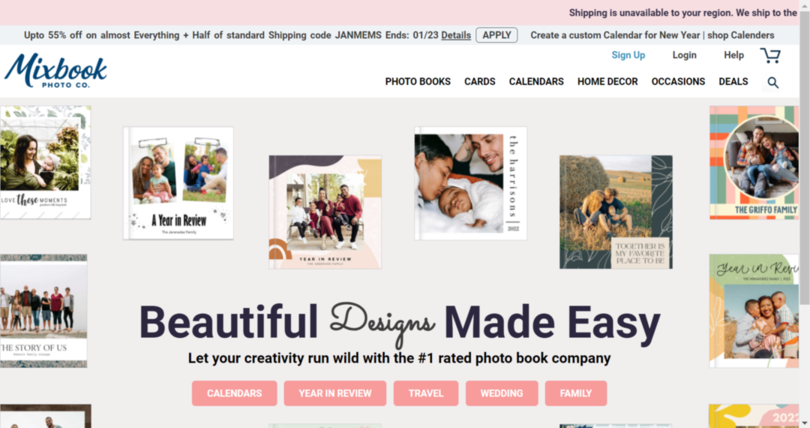 Shipping is unavailable to your region. We ship to the
Upto 55% off on almost Everything + Half of standard Shipping code JANMEMS Ends: 01/23 Details APPLY Create a custom Calendar for New Year | shop Calenders
Sign Up Login Help
Mixbook
PHOTO CO.
PHOTO BOOKS CARDS CALENDARS HOME DECOR OCCASIONS DEALS
LOVE these MOMENTS
A Year in Review
YEAR IN REVIEW
the harrisons
2022
TOGETHER IS
MY FAVORITE
PLACE TO BE
THE GRIFFO FAMILY
THE STORY OF US
Year in Revi
Beautiful Designs Made Easy
Let your creativity run wild with the #1 rated photo book company
CALENDARS YEAR IN REVIEW TRAVEL WEDDING FAMILY
2022